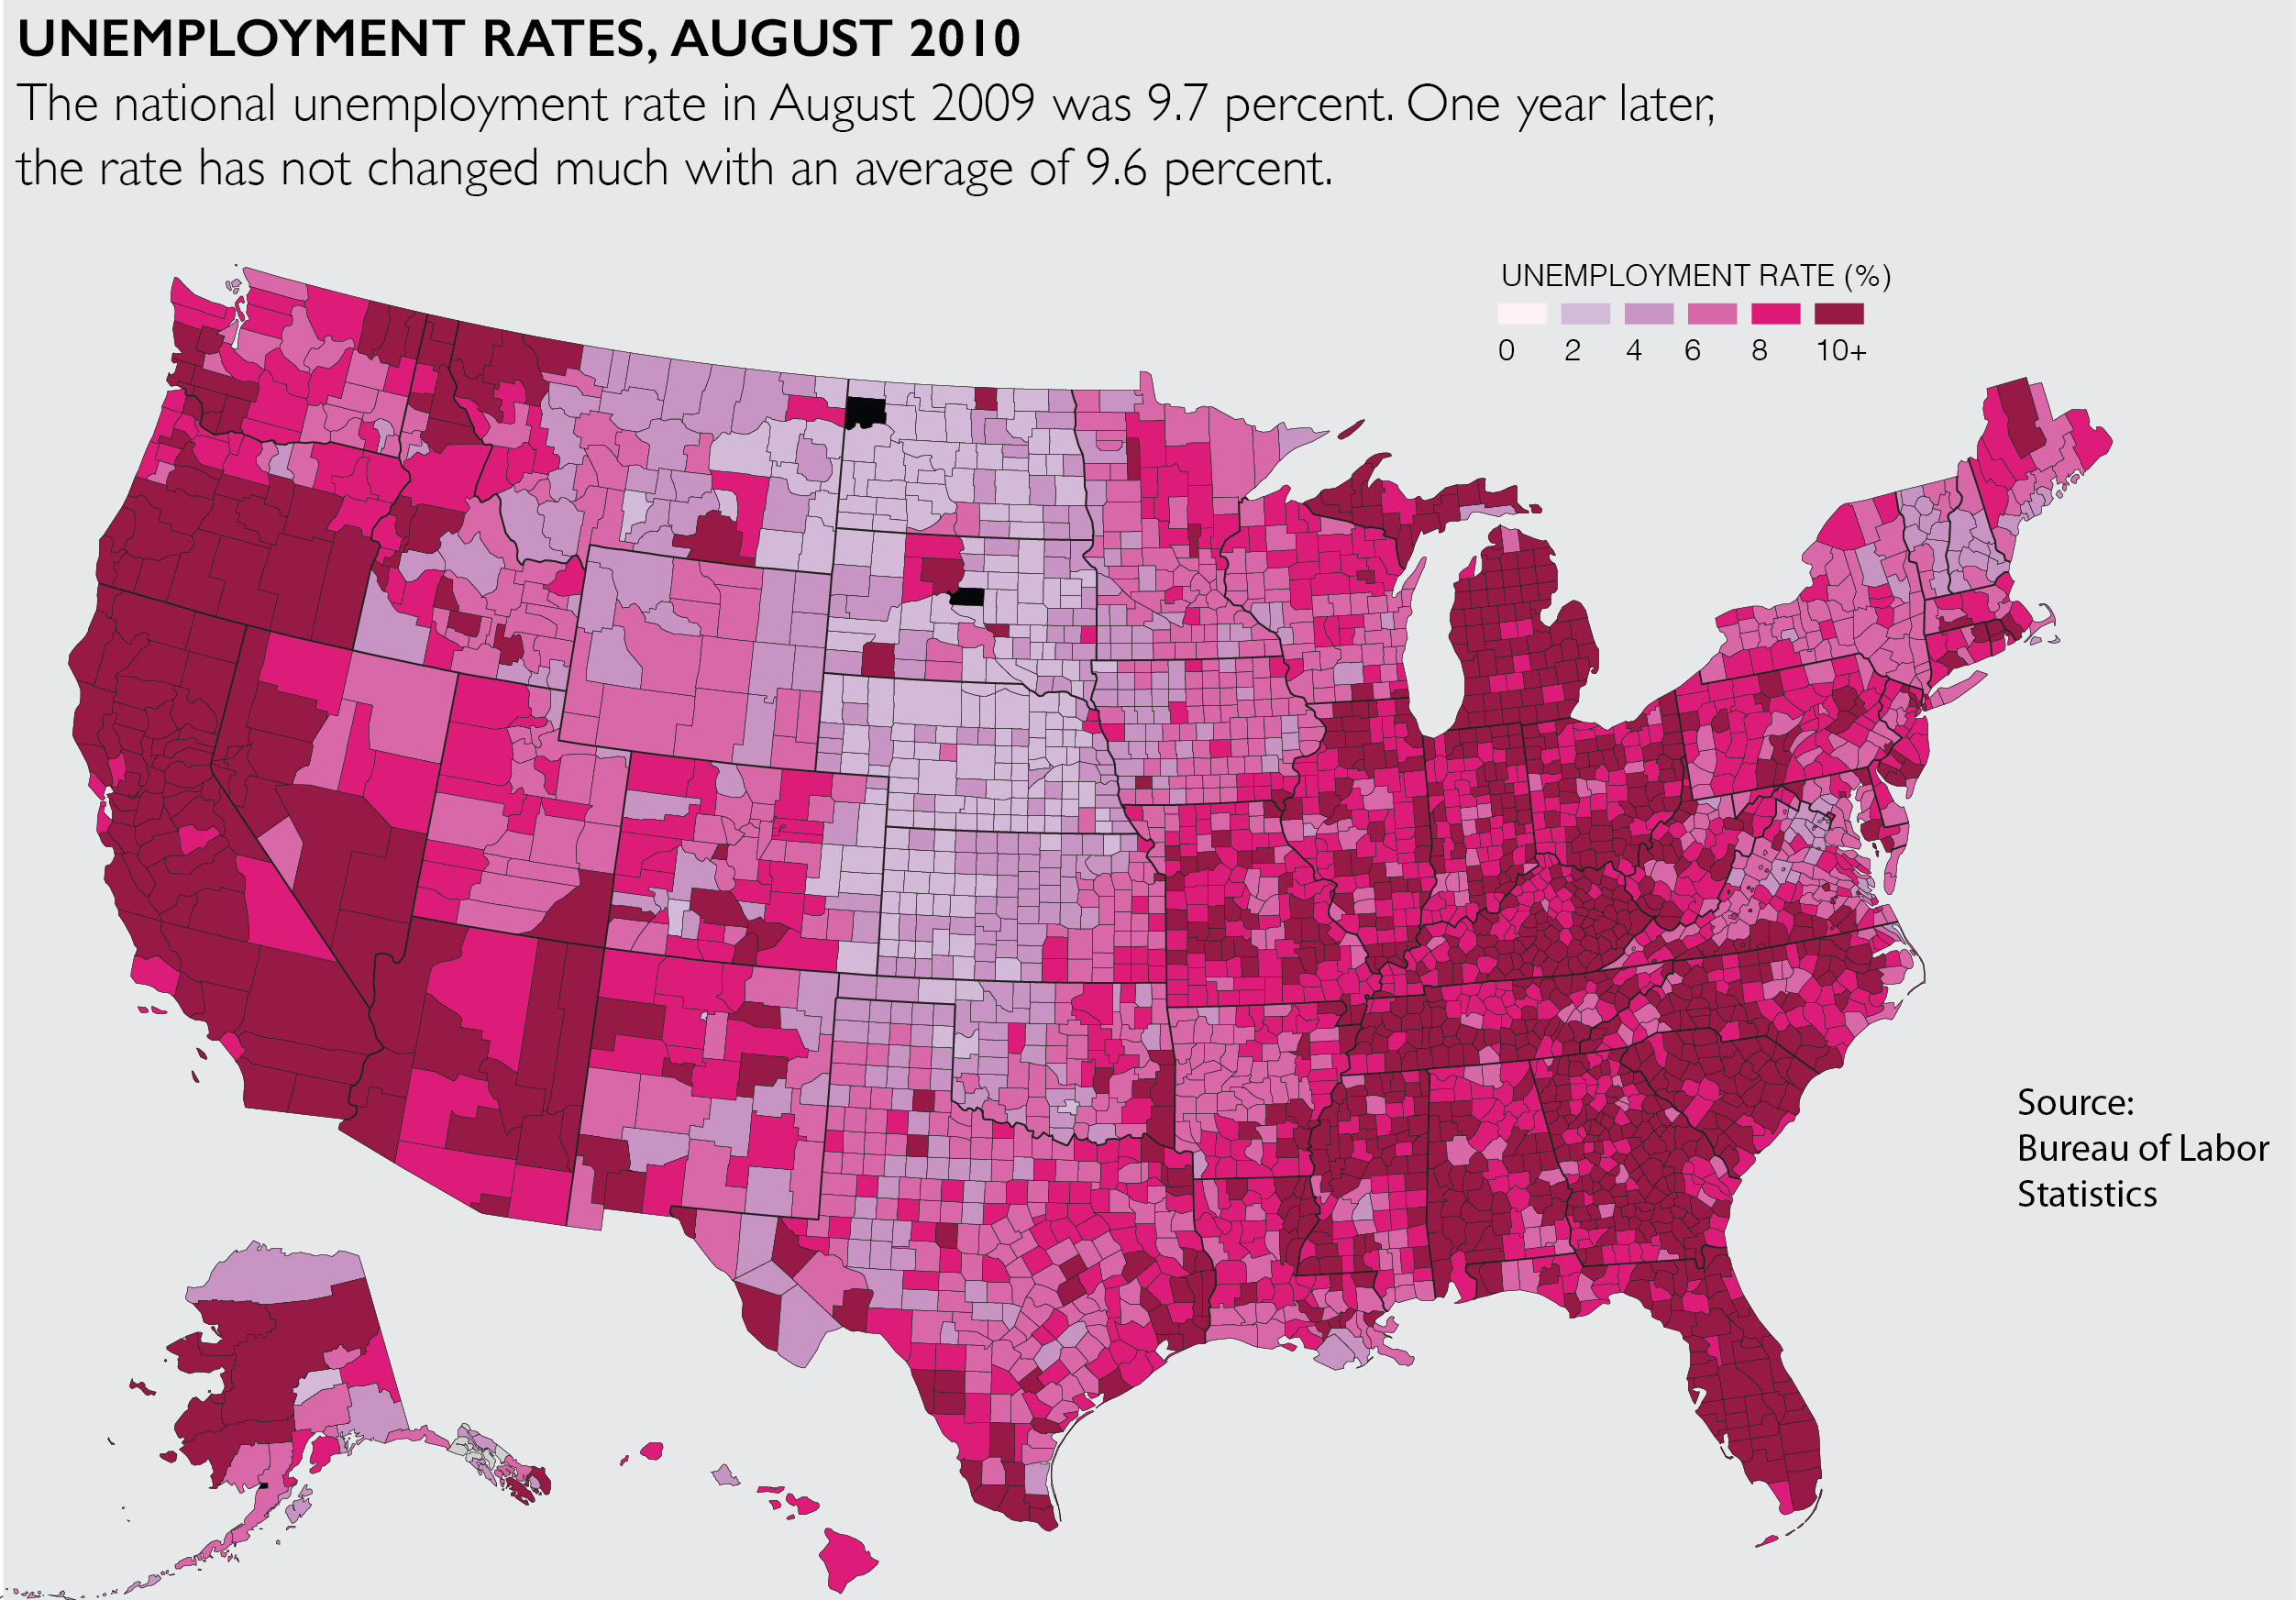 UNEMPLOYMENT RATES, AUGUST 2010
The national unemployment rate in August 2009 was 9.7 percent. One year later,
the rate has not changed much with an average of 9.6 percent.
UNEMPLOYMENT RATE (%)
0 2 4 6 8 10+
Source:
Bureau of Labor
Statistics